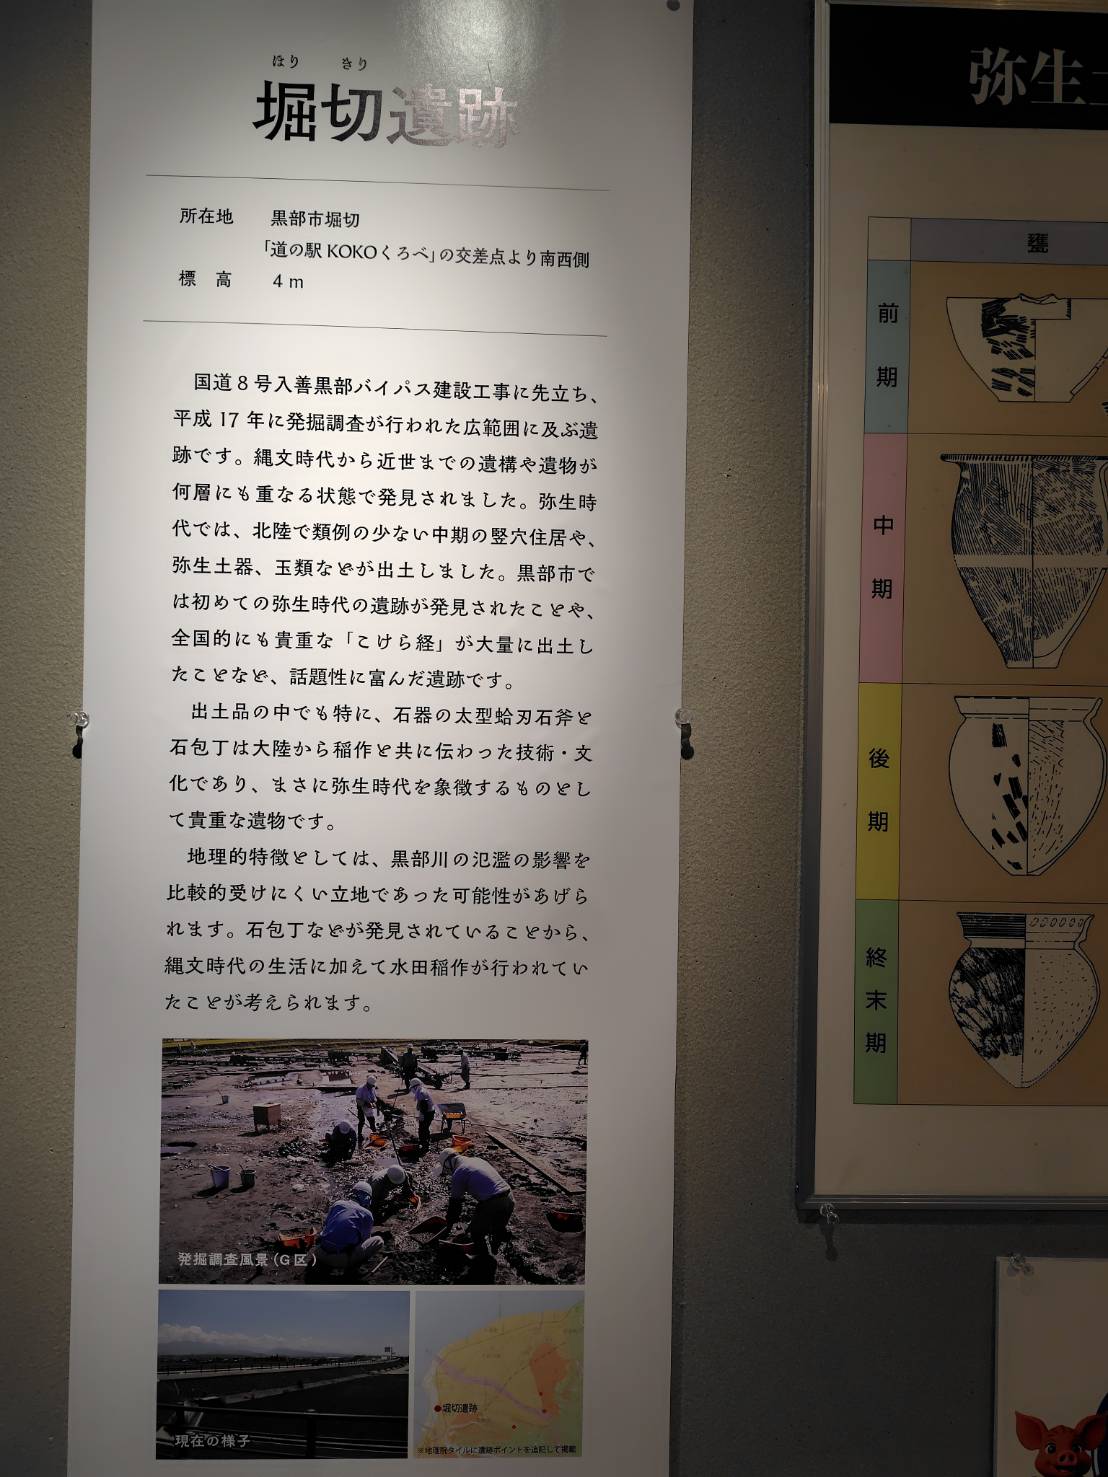 ほり きり
堀切遺跡
所在地 黒部市堀切
「道の駅 KOKOくろべ」の交差点より南西側
標 高 4 m
国道8号入善黒部バイパス建設工事に先立ち、
平成 17 年に発掘調査が行われた広範囲に及ぶ遺
跡です。縄文時代から近世までの遺構や遺物が
何層にも重なる状態で発見されました。弥生時
代では、北陸で類例の少ない中期の竪穴住居や、
弥生土器、玉類などが出土しました。黒部市で
は初めての弥生時代の遺跡が発見されたことや、
全国的にも貴重な「こけら経」が大量に出土し
たことなど、話題性に富んだ遺跡です。
出土品の中でも特に、石器の太型蛤刃石斧と
石包丁は大陸から稲作と共に伝わった技術・文
化であり、まさに弥生時代を象徴するものとし
て貴重な遺物です。
地理的特徴としては、黒部川の氾濫の影響を
比較的受けにくい立地であった可能性があげら
れます。石包丁などが発見されていることから、
縄文時代の生活に加えて水田稲作が行われてい
たことが考えられます。
発掘調査風景(G区)
現在の様子
堀切遺跡
※地理院タイルに遺跡ポイントを追記して掲載
弥生
甕
前期
中期
後期
終末期